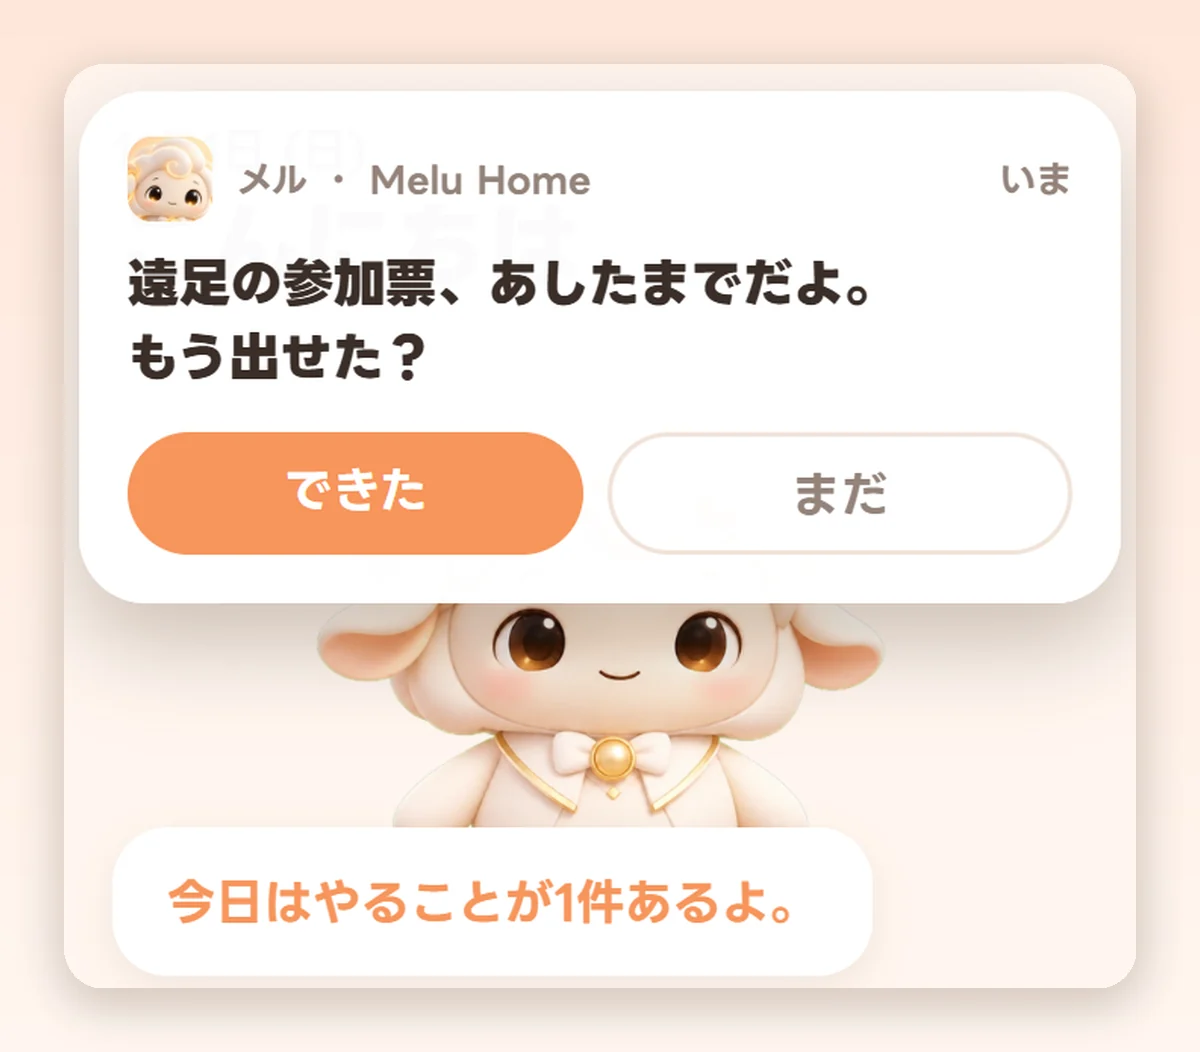 メル ・ Melu Home
いま
遠足の参加票、あしたまでだよ。
もう出せた？
できた
まだ
今日はやることが1件あるよ。